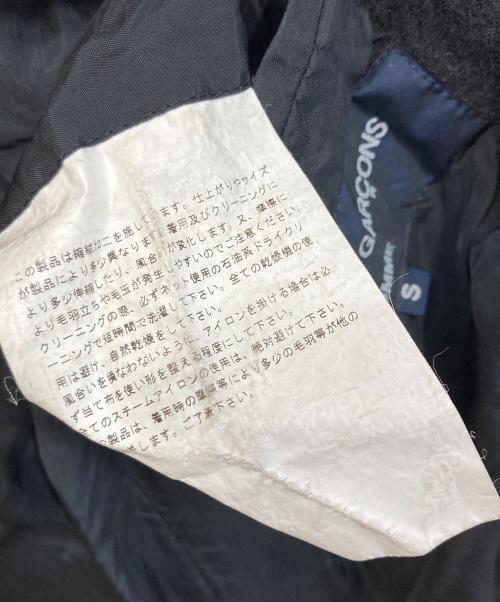 この製品は縮絨加工を施しています。仕上がりやサイズ
が製品により多少異なります。着用及びクリーニングに
より多少伸縮したり、風合いが変化します。又、摩擦に
より毛羽立ちや毛玉が発生しやすいのでご注意ください。
クリーニングの際、必ずネット使用の石油系ドライクリ
ーニングで短時間で洗濯して下さい。全ての乾燥機の使
用は避け、自然乾燥をして下さい。アイロンを掛ける場合は必
ず当て布を使い形を整える程度にして下さい。
風合いを損なわないように、
全てのスチームアイロンの使用は、絶対避けて下さい。
の製品は、着用時の摩擦等により多少の毛羽等が他の
します。ご了承下さい。
GARÇONS
S